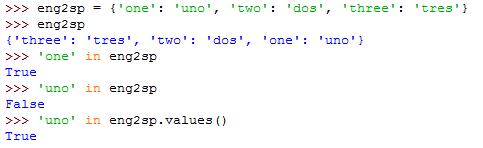 >>> eng2sp = {'one': 'uno', 'two': 'dos', 'three': 'tres'}
>>> eng2sp
{'three': 'tres', 'two': 'dos', 'one': 'uno'}
>>> 'one' in eng2sp
True
>>> 'uno' in eng2sp
False
>>> 'uno' in eng2sp.values()
True